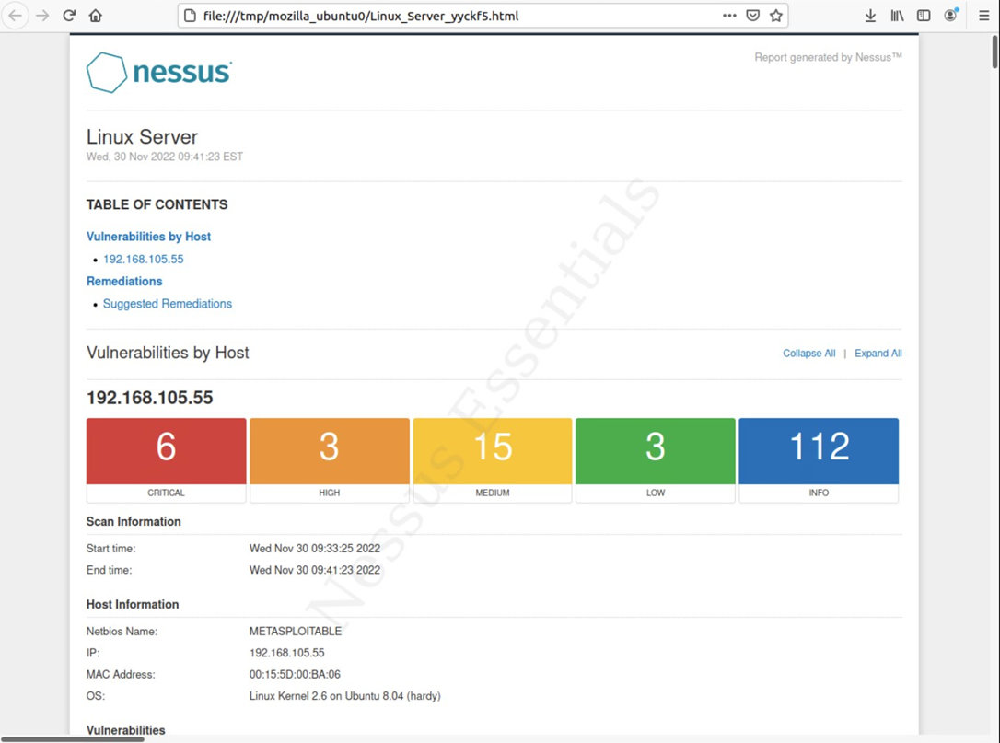 file:///tmp/mozilla_ubuntu0/Linux_Server_yyckf5.html
nessus
Report generated by Nessus™
Linux Server
Wed, 30 Nov 2022 09:41:23 EST
TABLE OF CONTENTS
Vulnerabilities by Host
• 192.168.105.55
Remediations
• Suggested Remediations
Vulnerabilities by Host
Collapse All | Expand All
192.168.105.55
6 3 15 3 112
CRITICAL HIGH MEDIUM LOW INFO
Scan Information
Start time: Wed Nov 30 09:33:25 2022
End time: Wed Nov 30 09:41:23 2022
Host Information
Netbios Name: METASPLOITABLE
IP: 192.168.105.55
MAC Address: 00:15:5D:00:BA:06
OS: Linux Kernel 2.6 on Ubuntu 8.04 (hardy)
Vulnerabilities
Nessus Essentials